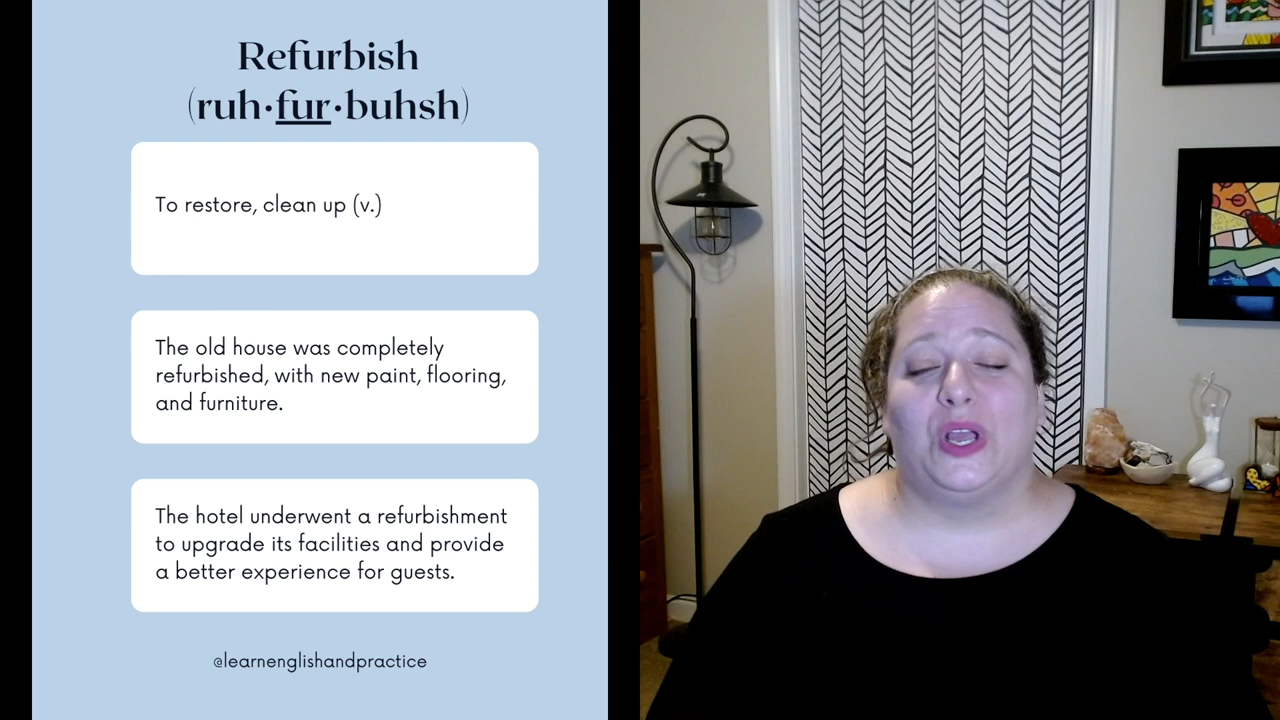 Refurbish
(ruh·fur·buhsh)
To restore, clean up (v.)
The old house was completely
refurbished, with new paint, flooring,
and furniture.
The hotel underwent a refurbishment
to upgrade its facilities and provide
a better experience for guests.
@learnenglishandpractice